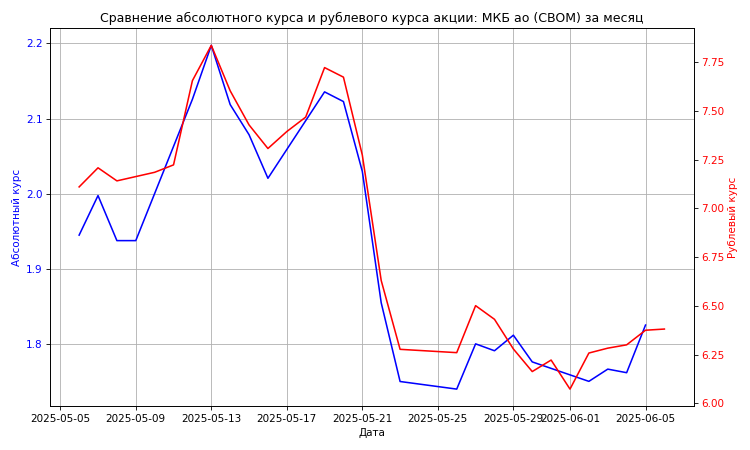 Сравнение абсолютного курса и рублевого курса акции: МКБ ао (CBOM) за месяц
2.2
2.1
2.0
1.9
1.8
Абсолютный курс
7.75
7.50
7.25
7.00
6.75
6.50
6.25
6.00
Рублевый курс
2025-05-05 2025-05-09 2025-05-13 2025-05-17 2025-05-21 2025-05-25 2025-05-29 2025-06-01 2025-06-05
Дата